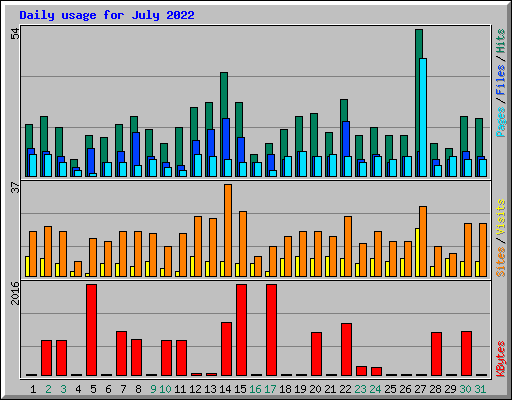 Daily usage for July 2022
54
Pages / Files / Hits
37
Sites / Visits
2016
KBytes
1 2 3 4 5 6 7 8 9 10 11 12 13 14 15 16 17 18 19 20 21 22 23 24 25 26 27 28 29 30 31